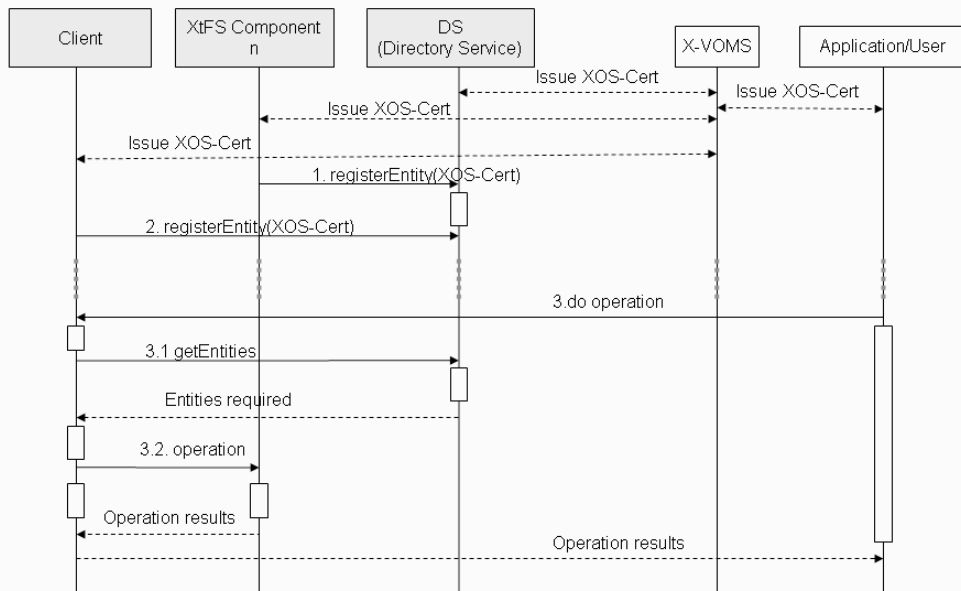 Client
XtFS Component
n
DS
(Directory Service)
X-VOMS
Application/User
Issue XOS-Cert
Issue XOS-Cert
Issue XOS-Cert
Issue XOS-Cert
1. registerEntity(XOS-Cert)
2. registerEntity(XOS-Cert)
3.do operation
3.1 getEntities
Entities required
3.2. operation
Operation results
Operation results